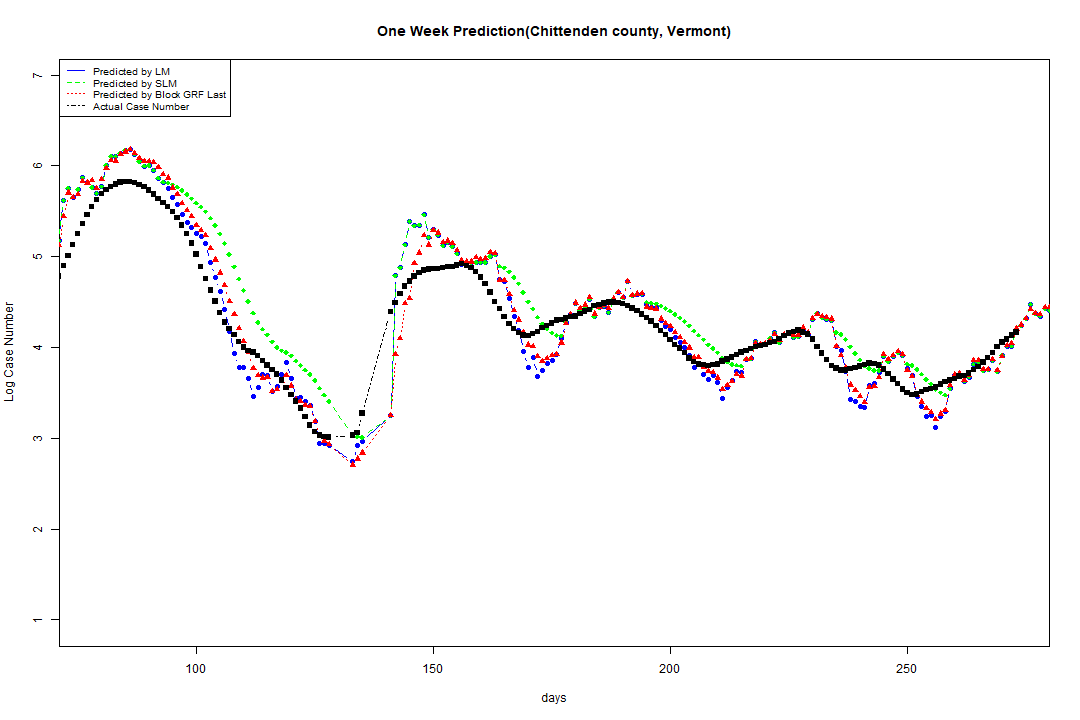 One Week Prediction(Chittenden county, Vermont)
Predicted by LM
Predicted by SLM
Predicted by Block GRF Last
Actual Case Number
7
6
5
4
3
2
1
Log Case Number
100 150 200 250
days